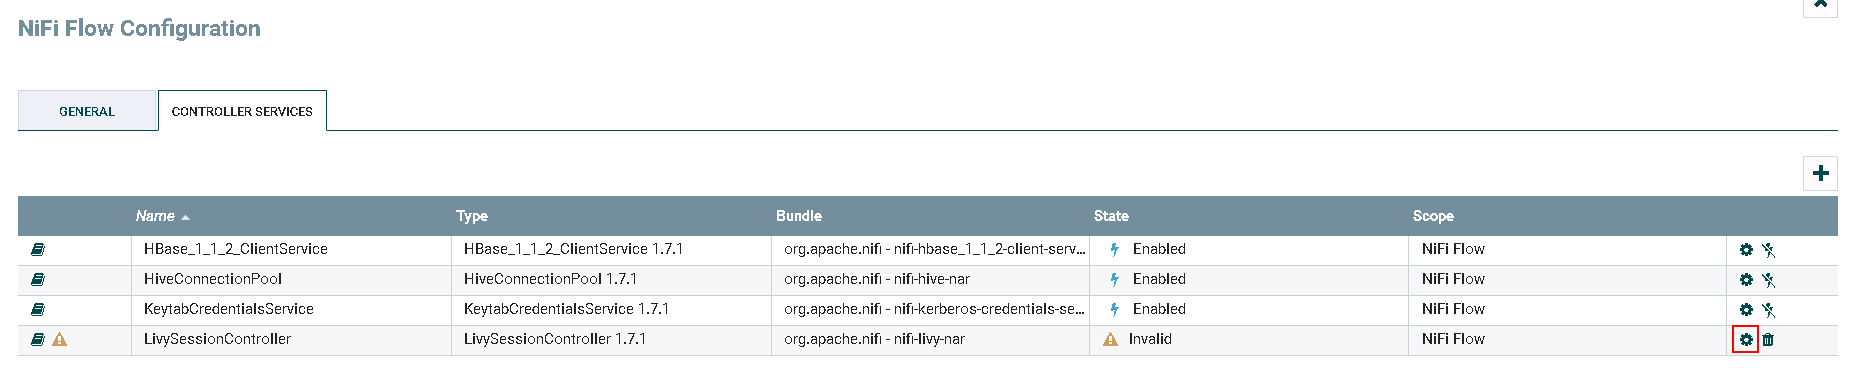 NiFi Flow Configuration
GENERAL CONTROLLER SERVICES
Name Type Bundle State Scope
HBase_1_1_2_ClientService HBase_1_1_2_ClientService 1.7.1 org.apache.nifi - nifi-hbase_1_1_2-client-serv... Enabled NiFi Flow
HiveConnectionPool HiveConnectionPool 1.7.1 org.apache.nifi - nifi-hive-nar Enabled NiFi Flow
KeytabCredentialsService KeytabCredentialsService 1.7.1 org.apache.nifi - nifi-kerberos-credentials-se... Enabled NiFi Flow
LivySessionController LivySessionController 1.7.1 org.apache.nifi - nifi-livy-nar Invalid NiFi Flow